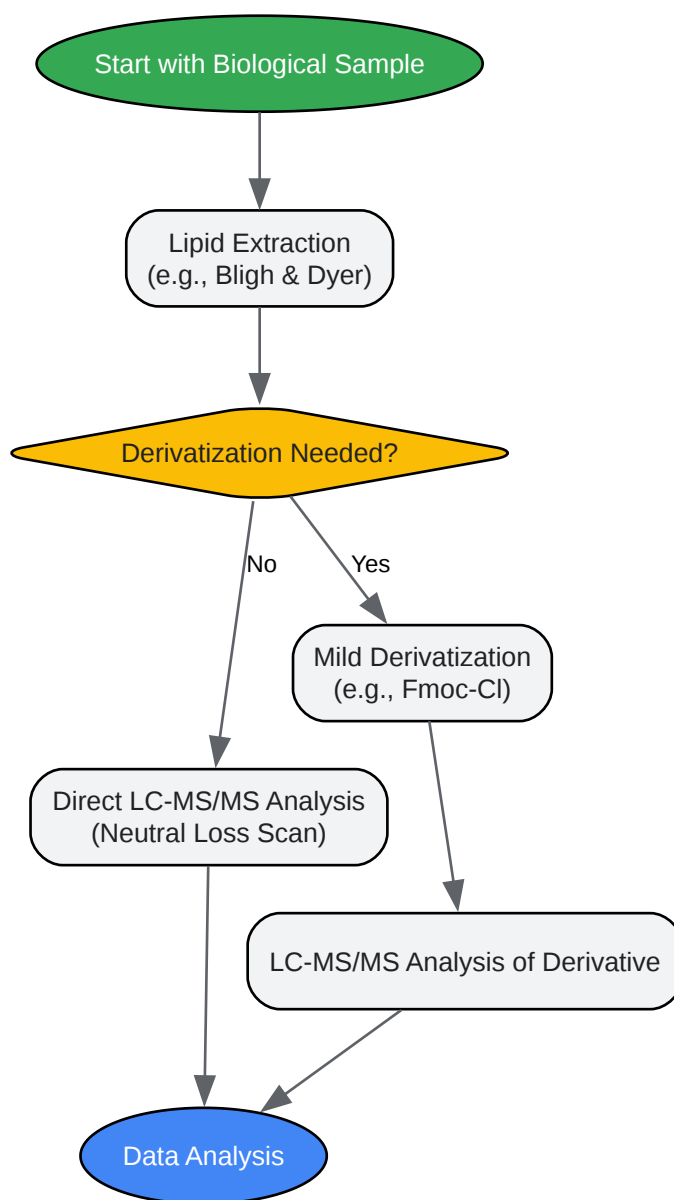 Start with Biological Sample
Lipid Extraction
(e.g., Bligh & Dyer)
Derivatization Needed?
No
Yes
Mild Derivatization
(e.g., Fmoc-Cl)
Direct LC-MS/MS Analysis
(Neutral Loss Scan)
LC-MS/MS Analysis of Derivative
Data Analysis